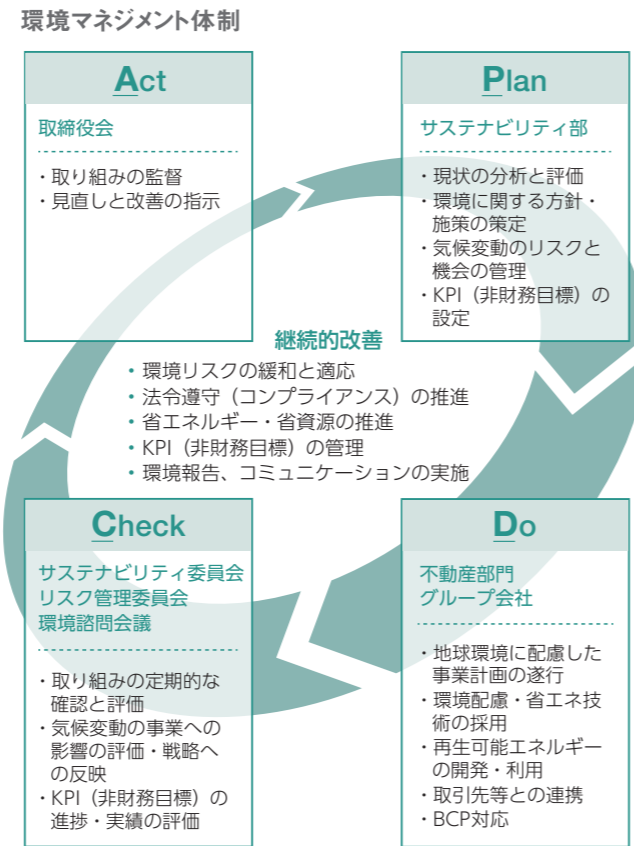 環境マネジメント体制
Act
取締役会
・取り組みの監督
・見直しと改善の指示
Plan
サステナビリティ部
・現状の分析と評価
・環境に関する方針・
施策の策定
・気候変動のリスクと
機会の管理
・KPI（非財務目標）の
設定
継続的改善
・環境リスクの緩和と適応
・法令遵守（コンプライアンス）の推進
・省エネルギー・省資源の推進
・KPI（非財務目標）の管理
・環境報告、コミュニケーションの実施
Check
サステナビリティ委員会
リスク管理委員会
環境諮問会議
・取り組みの定期的な
確認と評価
・気候変動の事業への
影響の評価・戦略へ
の反映
・KPI（非財務目標）の
進捗・実績の評価
Do
不動産部門
グループ会社
・地球環境に配慮した
事業計画の遂行
・環境配慮・省エネ技
術の採用
・再生可能エネルギー
の開発・利用
・取引先等との連携
・BCP対応